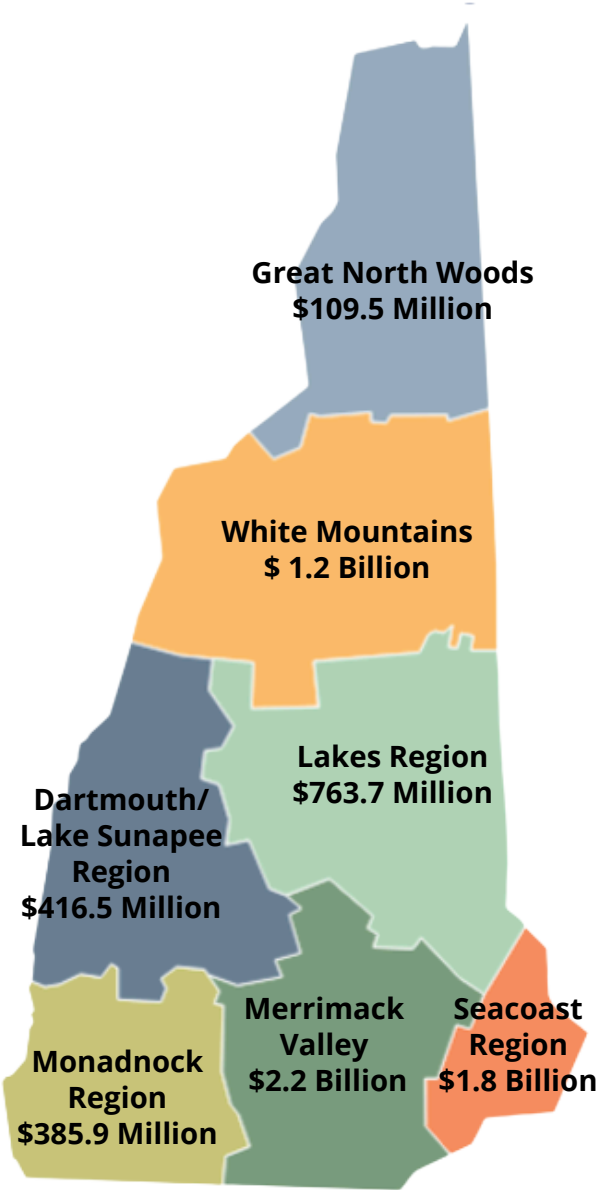 Great North Woods
$109.5 Million
White Mountains
$ 1.2 Billion
Lakes Region
$763.7 Million
Dartmouth/
Lake Sunapee
Region
$416.5 Million
Merrimack
Valley
$2.2 Billion
Seacoast
Region
$1.8 Billion
Monadnock
Region
$385.9 Million